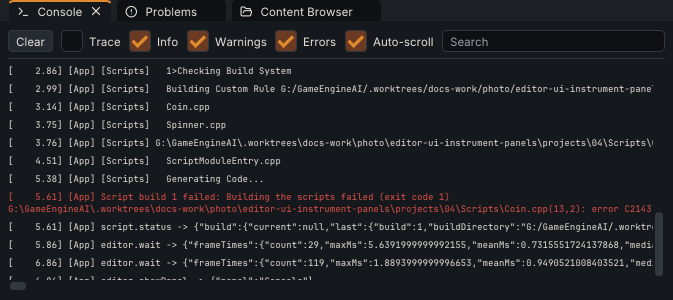 Console
Problems
Content Browser
Clear
Trace
Info
Warnings
Errors
Auto-scroll
Search
[    2.86] [App] [Scripts]   1>Checking Build System
[    2.99] [App] [Scripts]   Building Custom Rule G:/GameEngineAI/.worktrees/docs-work/photo/editor-ui-instrument-panel
[    3.14] [App] [Scripts]   Coin.cpp
[    3.75] [App] [Scripts]   Spinner.cpp
[    3.76] [App] [Scripts] G:\GameEngineAI\.worktrees\docs-work\photo\editor-ui-instrument-panels\projects\04\Scripts\
[    4.51] [App] [Scripts]   ScriptModuleEntry.cpp
[    5.38] [App] [Scripts]   Generating Code...
[    5.61] [App] Script build 1 failed: Building the scripts failed (exit code 1)
G:\GameEngineAI\.worktrees\docs-work\photo\editor-ui-instrument-panels\projects\04\Scripts\Coin.cpp(13,2): error C2143
[    5.61] [App] script.status -> {"build":{"current":null,"last":{"build":1,"buildDirectory":"G:/GameEngineAI/.worktre
[    5.86] [App] editor.wait -> {"frameTimes":{"count":29,"maxMs":5.6391999999992155,"meanMs":0.7315551724137868,"media
[    6.86] [App] editor.wait -> {"frameTimes":{"count":119,"maxMs":1.8893999999996653,"meanMs":0.9490521008403521,"med